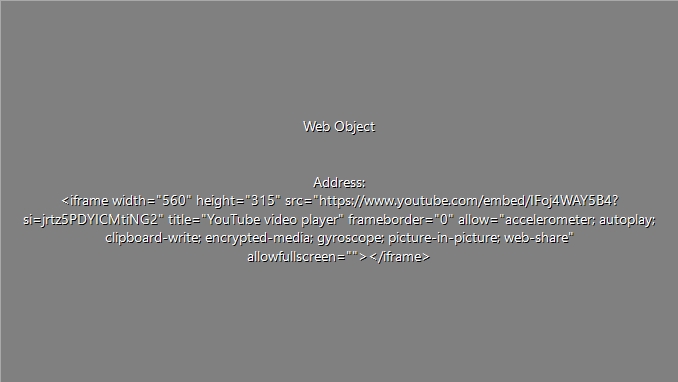 Web Object
Address:
<iframe width="560" height="315" src="https://www.youtube.com/embed/lFoj4WAY5B4?
si=jrtz5PDYICMtiNG2" title="YouTube video player" frameborder="0" allow="accelerometer; autoplay;
clipboard-write; encrypted-media; gyroscope; picture-in-picture; web-share"
allowfullscreen=""></iframe>